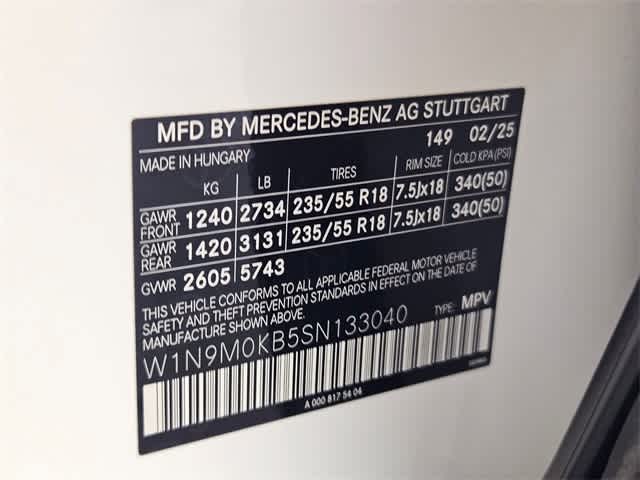 MFD BY MERCEDES-BENZ AG STUTTGART
149 02/25
MADE IN HUNGARY
KG LB TIRES RIM SIZE COLD KPA(PSI)
GAWR FRONT 1240 2734 235/55 R18 7.5Jx18 340(50)
GAWR REAR 1420 3131 235/55 R18 7.5Jx18 340(50)
GVWR 2605 5743
THIS VEHICLE CONFORMS TO ALL APPLICABLE FEDERAL MOTOR VEHICLE
SAFETY AND THEFT PREVENTION STANDARDS IN EFFECT ON THE DATE OF
MANUFACTURE SHOWN ABOVE.
W1N9M0KB5SN133040 TYPE: MPV
A 000 817 54 04